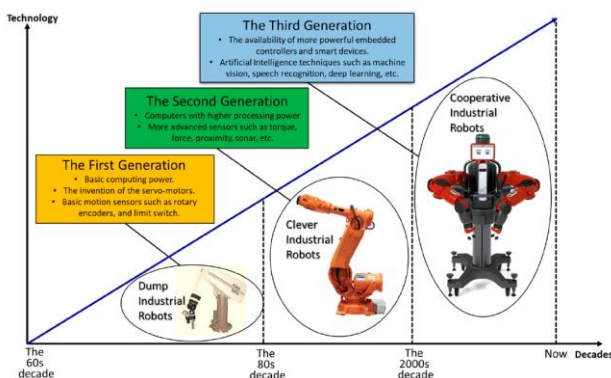 Technology
The Third Generation
• The availability of more powerful embedded
controllers and smart devices.
• Artificial Intelligence techniques such as machine
vision, speech recognition, deep learning, etc.
The Second Generation
• Computers with higher processing power
• More advanced sensors such as torque,
force, proximity, sonar, etc.
The First Generation
• Basic computing power.
• The invention of the servo-motors.
• Basic motion sensors such as rotary
encoders, and limit switch.
Cooperative
Industrial
Robots
Clever
Industrial
Robots
Dump
Industrial
Robots
The
60s
decade
The
80s
decade
The
2000s
decade
Now
Decades